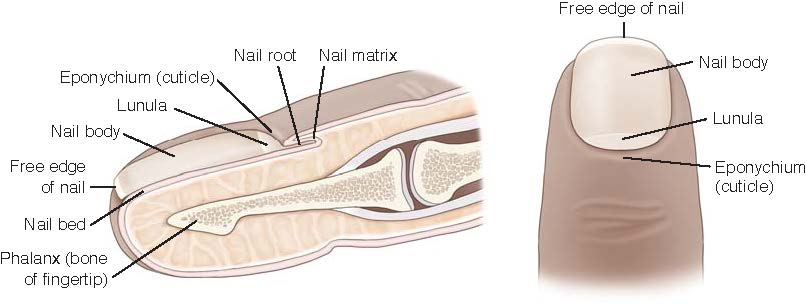 Nail root
Nail matrix
Eponychium (cuticle)
Lunula
Nail body
Free edge
of nail
Nail bed
Phalanx (bone
of fingertip)
Free edge of nail
Nail body
Lunula
Eponychium
(cuticle)